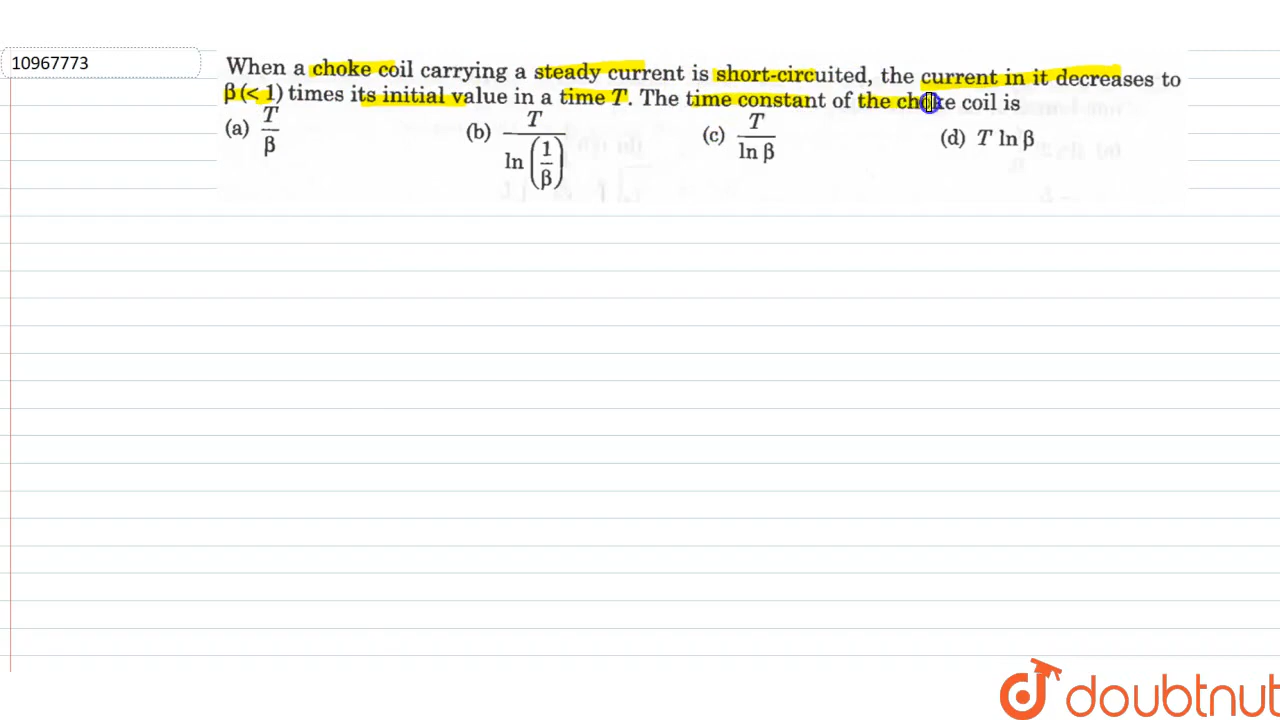 10967773
When a choke coil carrying a steady current is short-circuited, the current in it decreases to
β (< 1) times its initial value in a time T. The time constant of the choke coil is
(a) T/β (b) T/ln(1/β) (c) T/ln β (d) T ln β
doubtnut